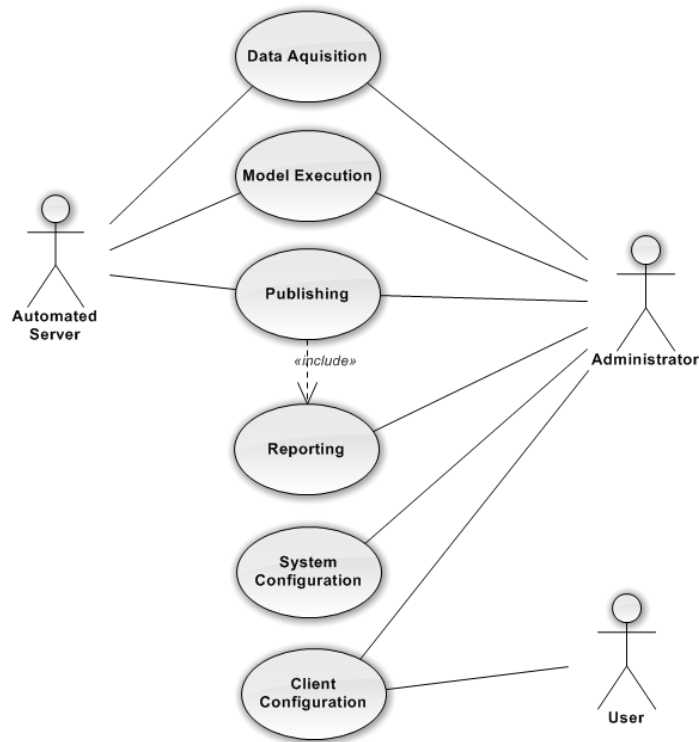 Data Aquisition
Model Execution
Automated
Server
Publishing
Administrator
«include»
Reporting
System
Configuration
Client
Configuration
User